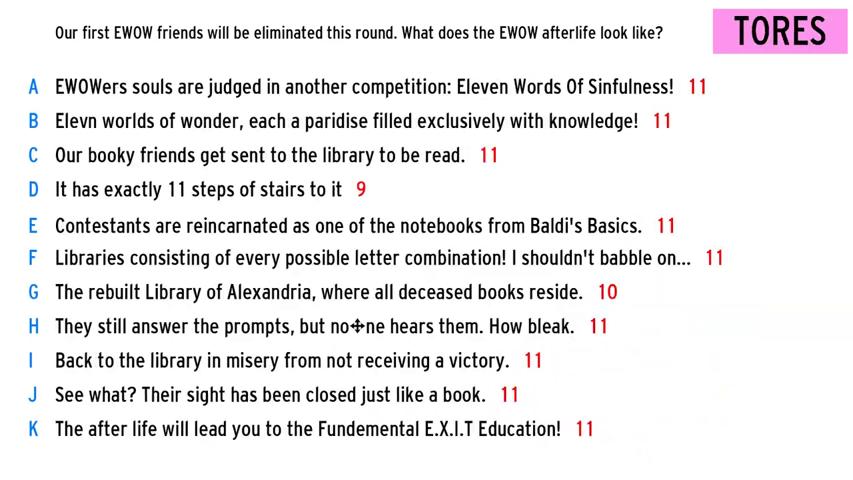 Our first EWOW friends will be eliminated this round. What does the EWOW afterlife look like?
TORES
A EWOWers souls are judged in another competition: Eleven Words Of Sinfulness! 11
B Elevn worlds of wonder, each a paridise filled exclusively with knowledge! 11
C Our booky friends get sent to the library to be read. 11
D It has exactly 11 steps of stairs to it 9
E Contestants are reincarnated as one of the notebooks from Baldi's Basics. 11
F Libraries consisting of every possible letter combination! I shouldn't babble on... 11
G The rebuilt Library of Alexandria, where all deceased books reside. 10
H They still answer the prompts, but no✣ne hears them. How bleak. 11
I Back to the library in misery from not receiving a victory. 11
J See what? Their sight has been closed just like a book. 11
K The after life will lead you to the Fundemental E.X.I.T Education! 11